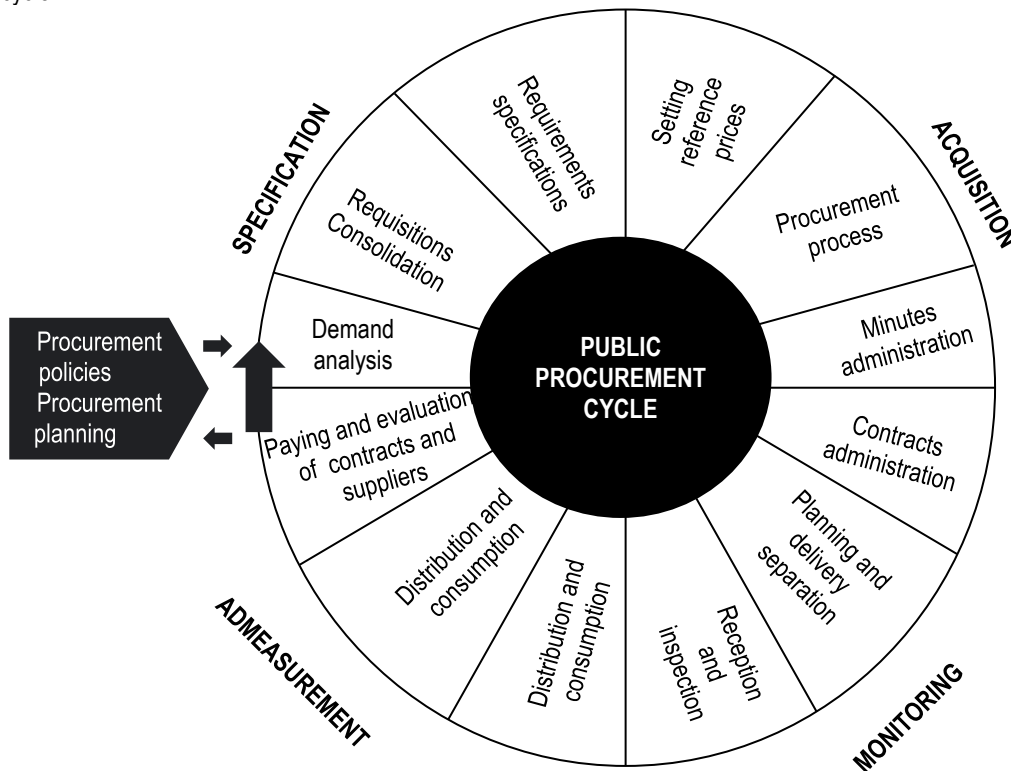 SPECIFICATION
Requirements
specifications
Setting
reference
prices
ACQUISITION
Requisitions
Consolidation
Procurement
process
Procurement
policies
Procurement
planning
Demand
analysis
PUBLIC
PROCUREMENT
CYCLE
Minutes
administration
Paying and evaluation
of contracts and
suppliers
Contracts
administration
Distribution and
consumption
Distribution and
consumption
Reception
and
inspection
Planning and
delivery
separation
ADMEASUREMENT
MONITORING